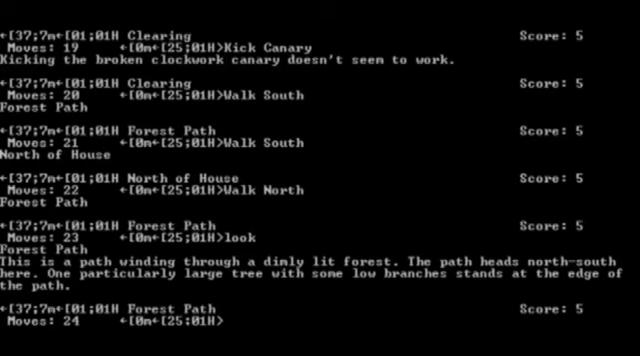 ←[37;7m←[01;01H Clearing Score: 5
Moves: 19 ←[0m←[25;01H>Kick Canary
Kicking the broken clockwork canary doesn't seem to work.
←[37;7m←[01;01H Clearing Score: 5
Moves: 20 ←[0m←[25;01H>Walk South
Forest Path
←[37;7m←[01;01H Forest Path Score: 5
Moves: 21 ←[0m←[25;01H>Walk South
North of House
←[37;7m←[01;01H North of House Score: 5
Moves: 22 ←[0m←[25;01H>Walk North
Forest Path
←[37;7m←[01;01H Forest Path Score: 5
Moves: 23 ←[0m←[25;01H>look
Forest Path
This is a path winding through a dimly lit forest. The path heads north-south
here. One particularly large tree with some low branches stands at the edge of
the path.
←[37;7m←[01;01H Forest Path Score: 5
Moves: 24 ←[0m←[25;01H>